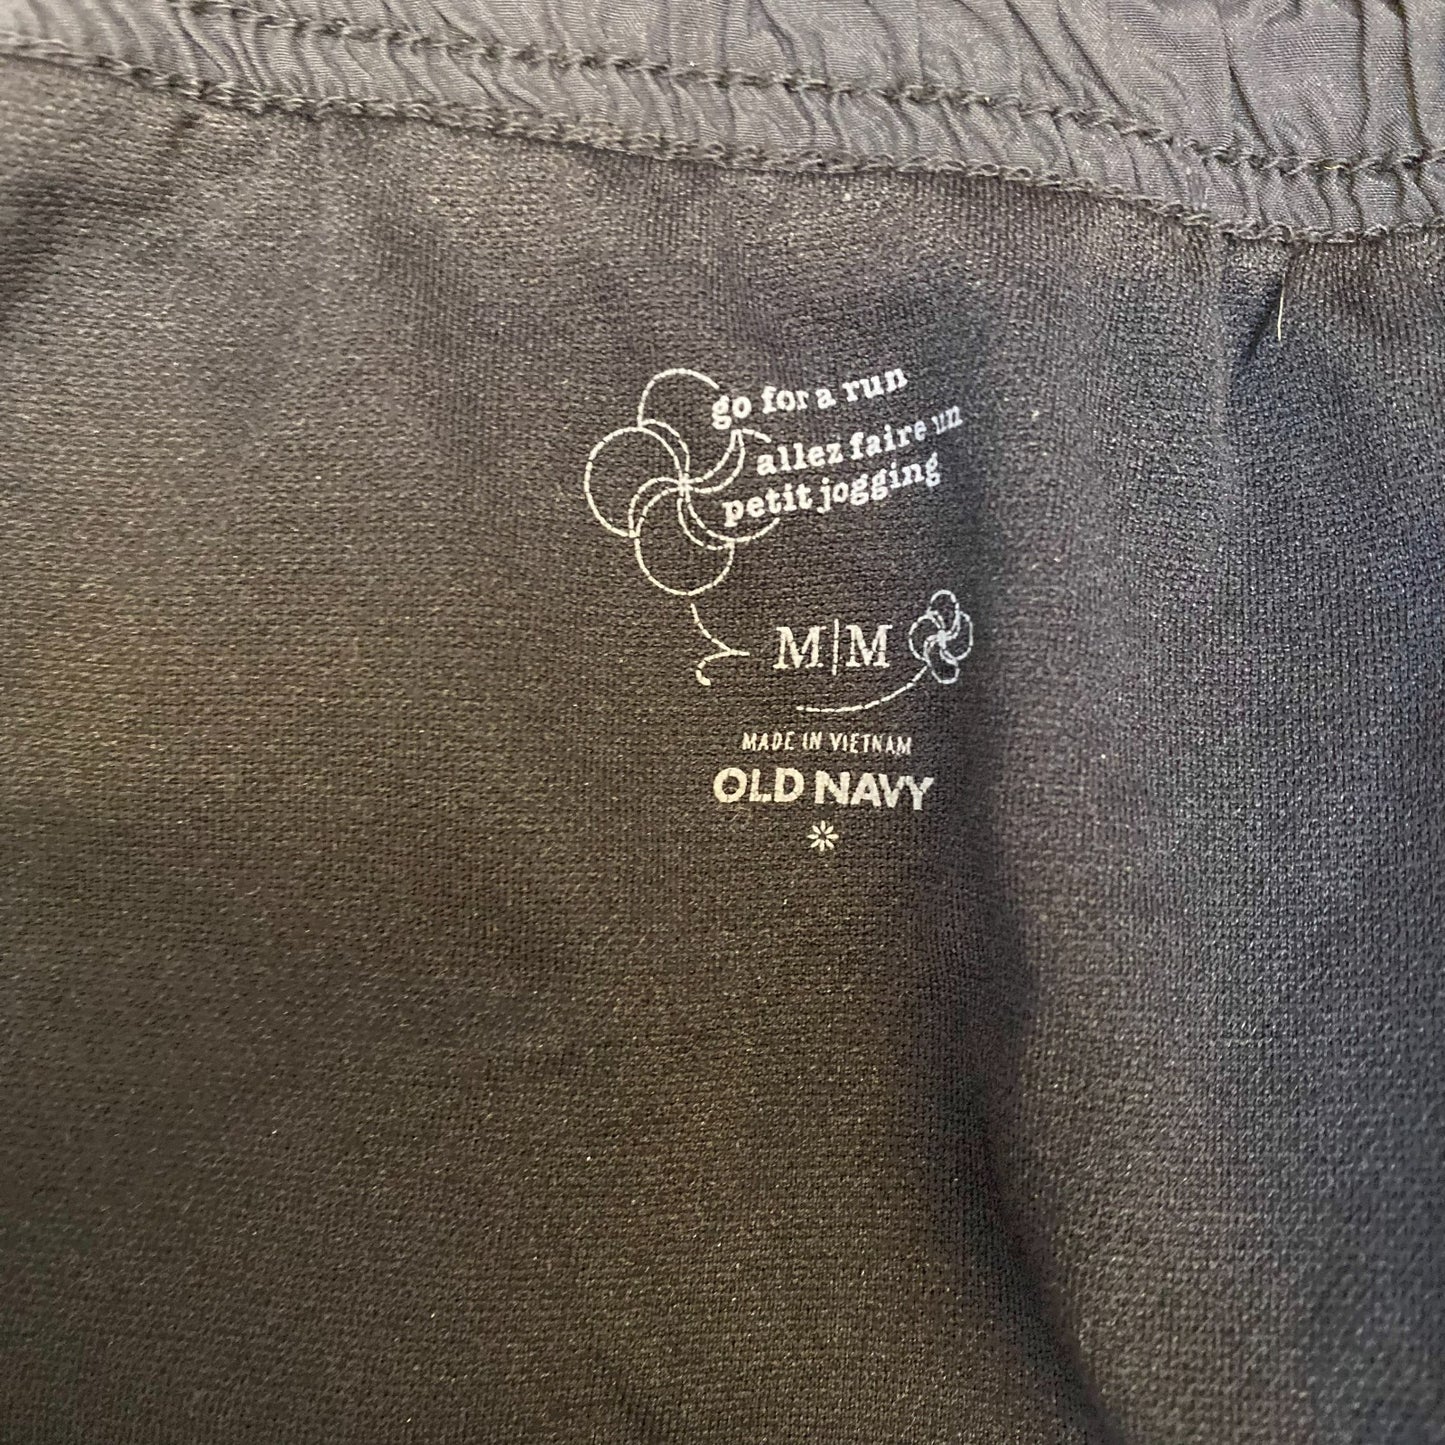 go for a run
allez faire un
petit jogging
M|M
MADE IN VIETNAM
OLD NAVY